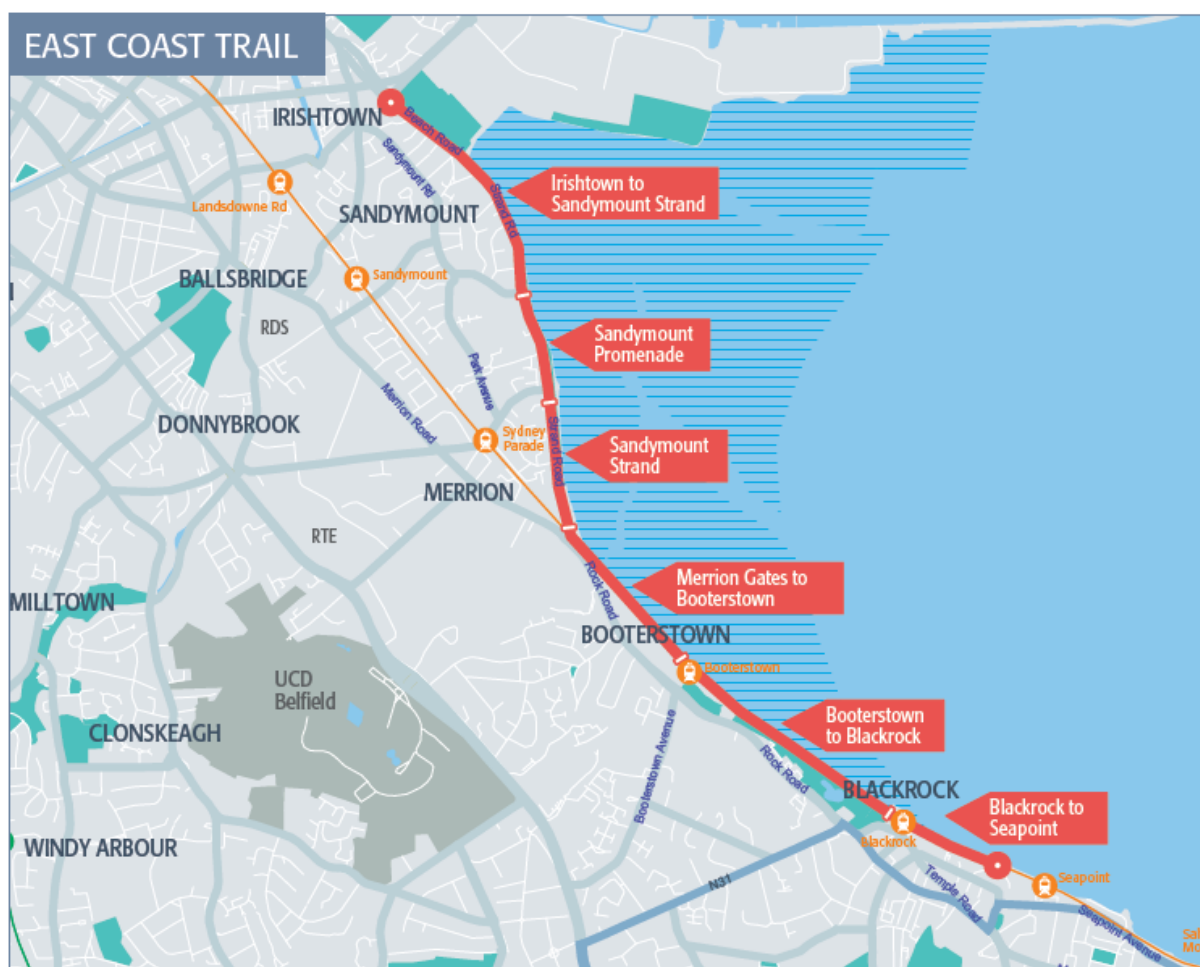 EAST COAST TRAIL
IRISHTOWN
Beach Road
Sandymount Rd
Irishtown to
Sandymount Strand
Strand Rd
Landsdowne Rd
SANDYMOUNT
BALLSBRIDGE
Sandymount
RDS
Sandymount
Promenade
Park Avenue
Merrion Road
DONNYBROOK
Sydney
Parade
Strand Road
Sandymount
Strand
MERRION
RTE
Merrion Gates to
Booterstown
Rock Road
MILLTOWN
BOOTERSTOWN
Booterstown
UCD
Belfield
CLONSKEAGH
Booterstown
to Blackrock
Booterstown Avenue
Rock Road
BLACKROCK
Blackrock to
Seapoint
Blackrock
WINDY ARBOUR
N31
Temple Road
Seapoint
Seapoint Avenue